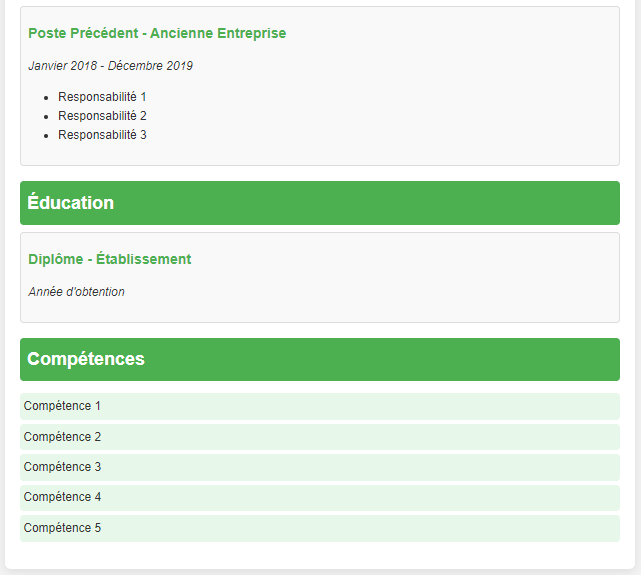 Poste Précédent - Ancienne Entreprise
Janvier 2018 - Décembre 2019
Responsabilité 1
Responsabilité 2
Responsabilité 3
Éducation
Diplôme - Établissement
Année d'obtention
Compétences
Compétence 1
Compétence 2
Compétence 3
Compétence 4
Compétence 5